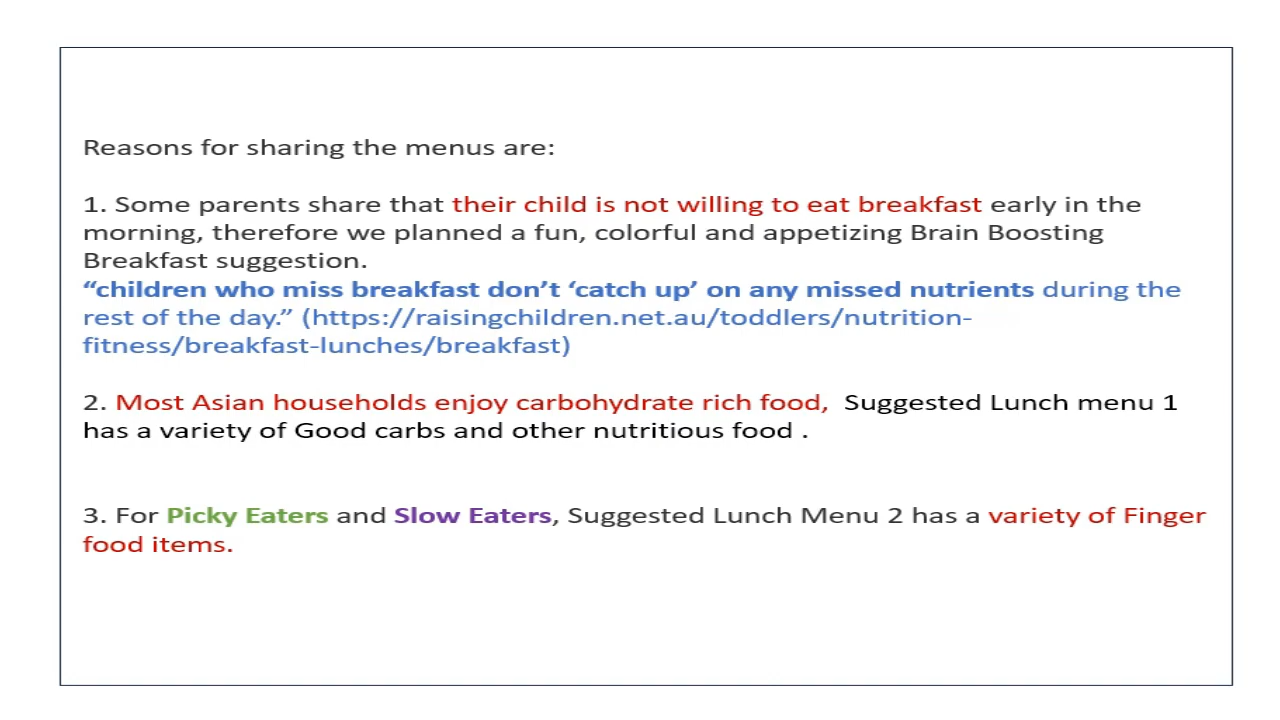 Reasons for sharing the menus are:
1. Some parents share that their child is not willing to eat breakfast early in the
morning, therefore we planned a fun, colorful and appetizing Brain Boosting
Breakfast suggestion.
“children who miss breakfast don’t ‘catch up’ on any missed nutrients during the
rest of the day.” (https://raisingchildren.net.au/toddlers/nutrition-
fitness/breakfast-lunches/breakfast)
2. Most Asian households enjoy carbohydrate rich food,  Suggested Lunch menu 1
has a variety of Good carbs and other nutritious food .
3. For Picky Eaters and Slow Eaters, Suggested Lunch Menu 2 has a variety of Finger
food items.